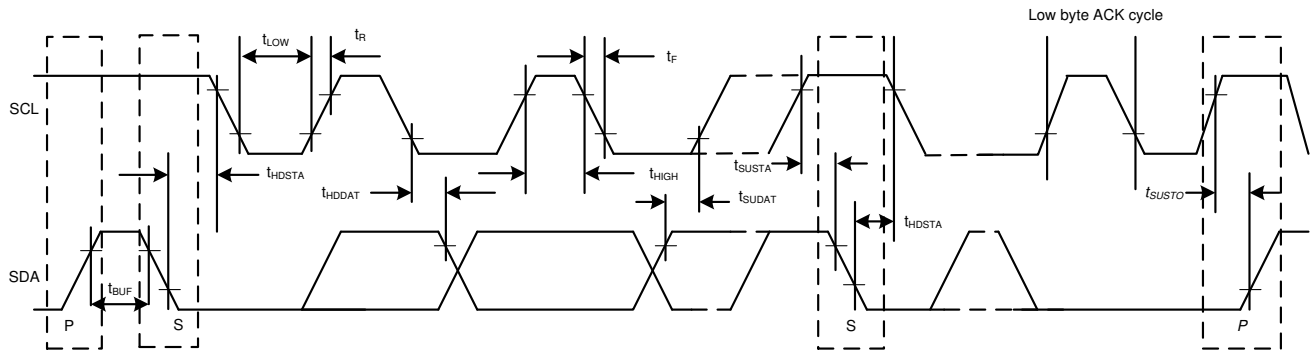 Low byte ACK cycle
tLOW
tR
tF
SCL
tHDSTA
tHDDAT
tHIGH
tSUDAT
tSUSTA
tHDSTA
tSUSTO
SDA
tBUF
P
S
S
P